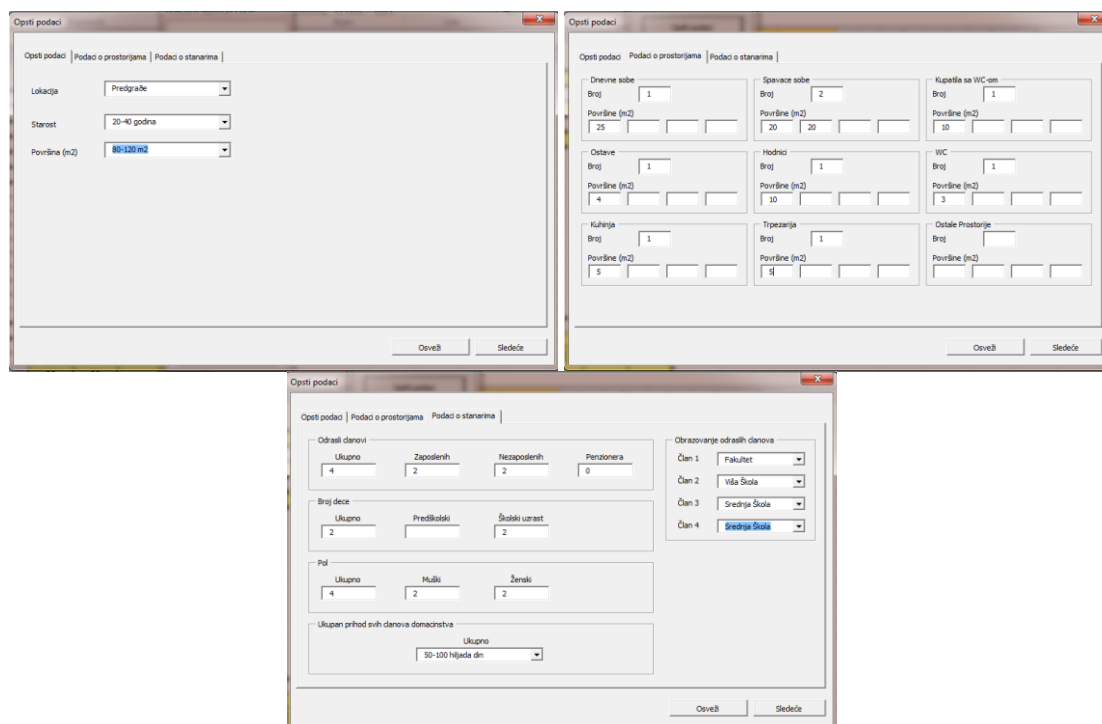 Opsti podaci
Opsti podaci Podaci o prostorijama Podaci o stanarima
Lokacija Predgrađe
Starost 20-40 godina
Površina (m2) 80-120 m2
Osveži Sledeće
Opsti podaci
Opsti podaci Podaci o prostorijama Podaci o stanarima
Dnevne sobe Spavace sobe Kupatila sa WC-om
Broj 1 Broj 2 Broj 1
Površine (m2) Površine (m2) Površine (m2)
25 20 20 10
Ostave Hodnici WC
Broj 1 Broj 1 Broj 1
Površine (m2) Površine (m2) Površine (m2)
4 10 3
Kuhinja Trpezarija Ostale Prostorije
Broj 1 Broj 1 Broj
Površine (m2) Površine (m2) Površine (m2)
5 5
Osveži Sledeće
Opsti podaci
Opsti podaci Podaci o prostorijama Podaci o stanarima
Odrasli clanovi
Ukupno Zaposlenih Nezaposlenih Penzionera
4 2 2 0
Broj dece
Ukupno Predškolski Školski uzrast
2 2
Pol
Ukupno Muški Ženski
4 2 2
Ukupan prihod svih clanova domacinstva
Ukupno
50-100 hiljada din
Obrazovanje odraslih clanova
Član 1 Fakultet
Član 2 Viša Škola
Član 3 Srednja Škola
Član 4 Srednja Škola
Osveži Sledeće